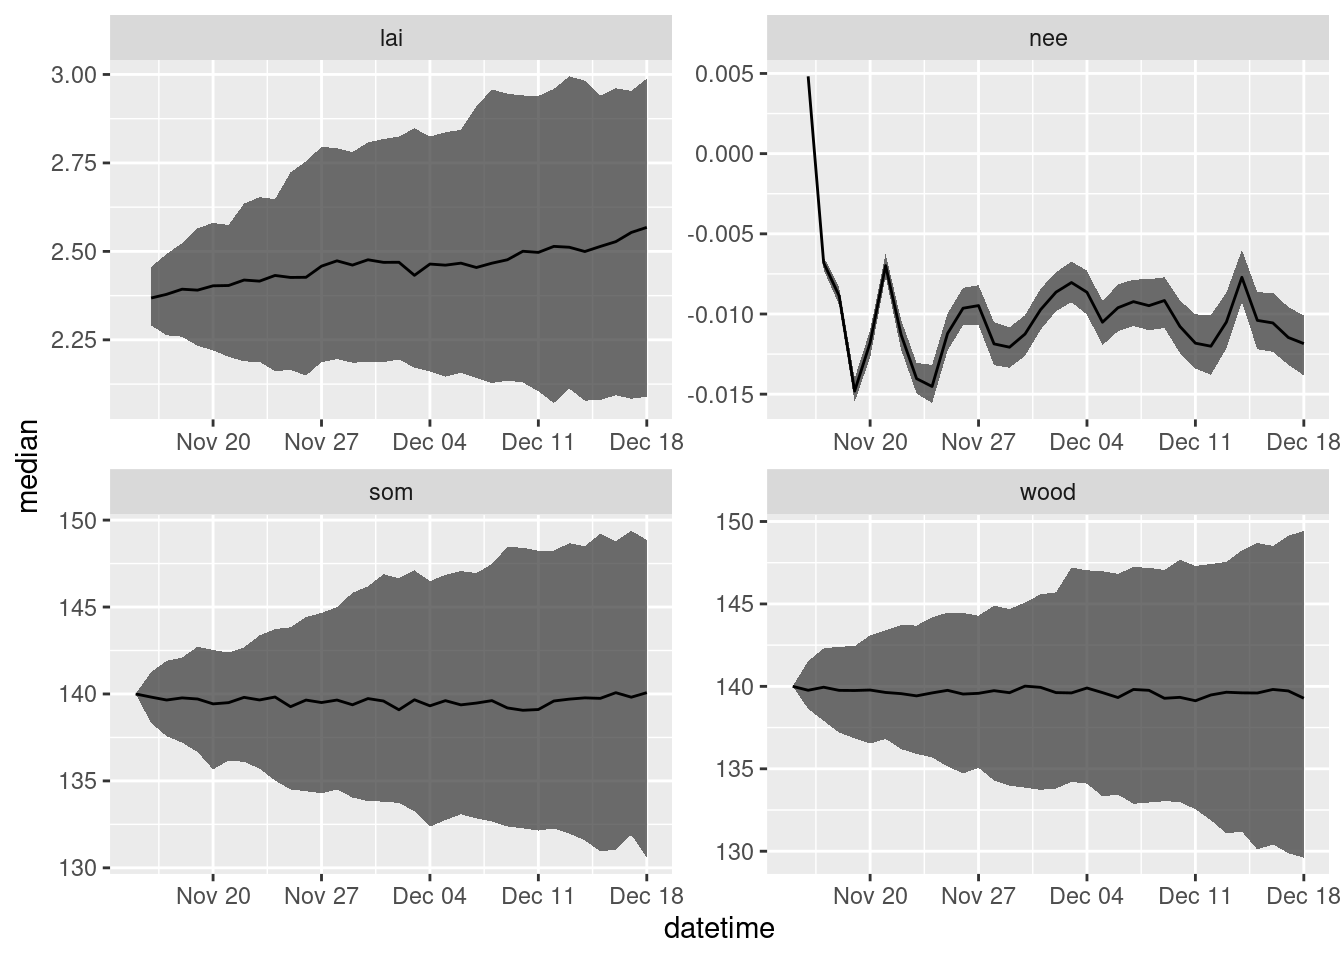 lai
nee
3.00
2.75
2.50
2.25
0.005
0.000
-0.005
-0.010
-0.015
Nov 20 Nov 27 Dec 04 Dec 11 Dec 18
Nov 20 Nov 27 Dec 04 Dec 11 Dec 18
median
som
wood
150
145
140
135
130
150
145
140
135
130
Nov 20 Nov 27 Dec 04 Dec 11 Dec 18
Nov 20 Nov 27 Dec 04 Dec 11 Dec 18
datetime